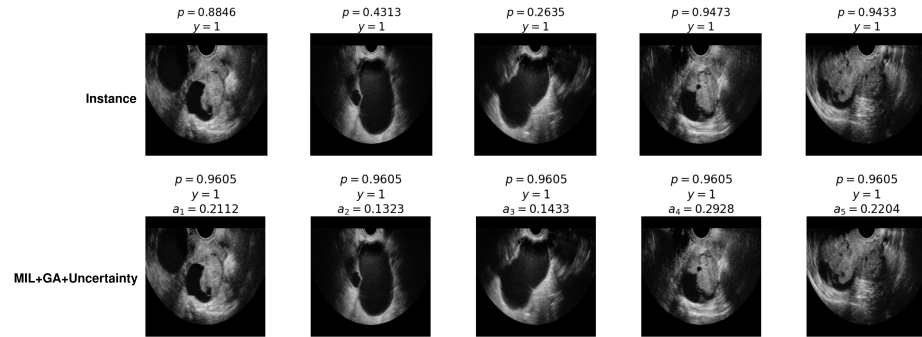 p = 0.8846 p = 0.4313 p = 0.2635 p = 0.9473 p = 0.9433
y = 1 y = 1 y = 1 y = 1 y = 1
Instance
p = 0.9605 p = 0.9605 p = 0.9605 p = 0.9605 p = 0.9605
y = 1 y = 1 y = 1 y = 1 y = 1
a₁ = 0.2112 a₂ = 0.1323 a₃ = 0.1433 a₄ = 0.2928 a₅ = 0.2204
MIL+GA+Uncertainty